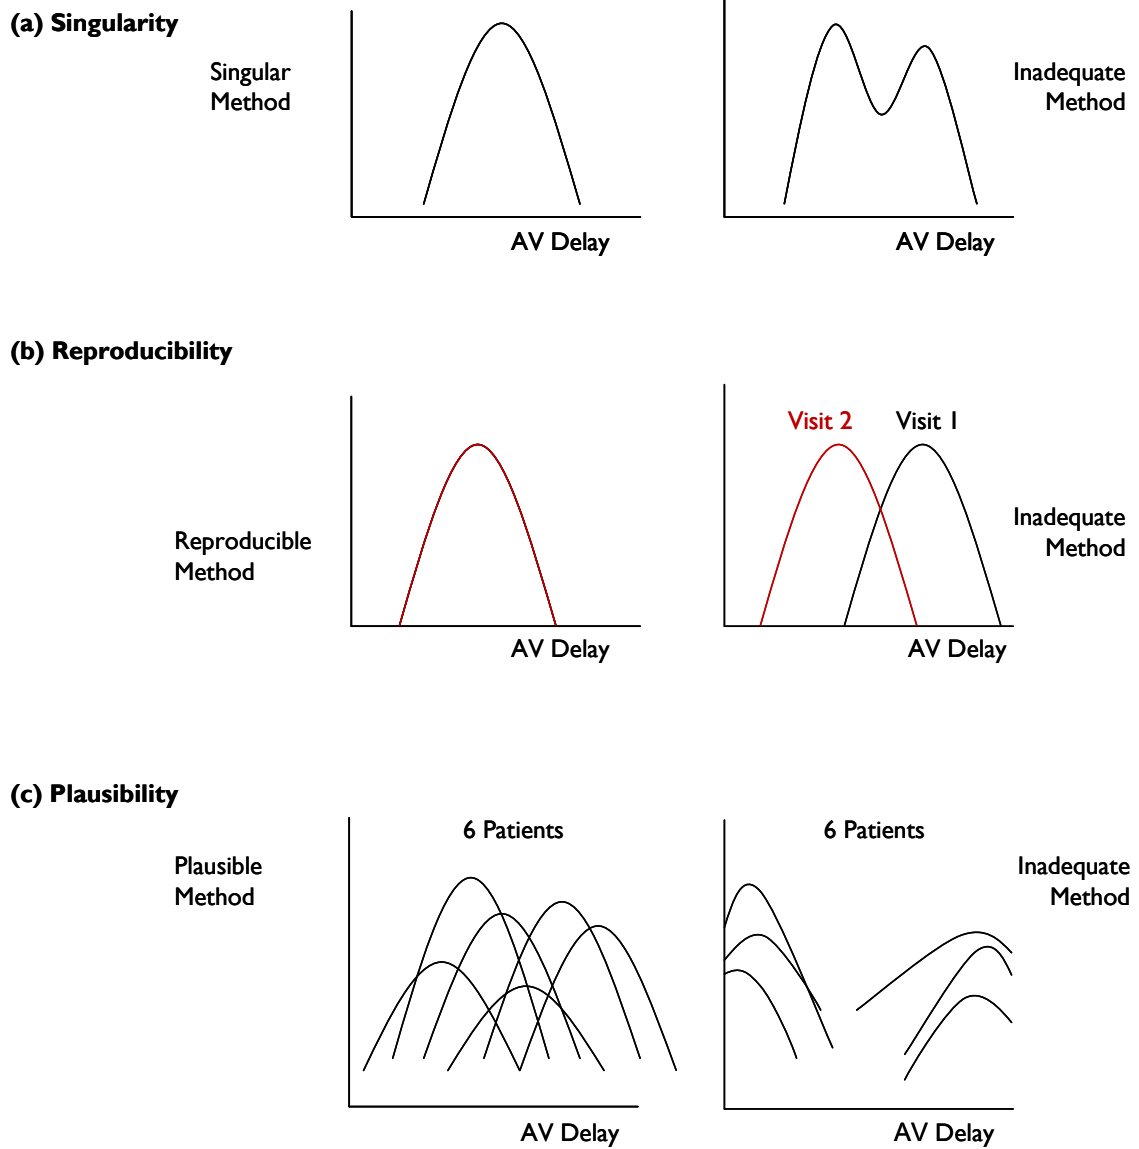 (a) Singularity
Singular
Method
Inadequate
Method
AV Delay
AV Delay
(b) Reproducibility
Visit 2
Visit 1
Reproducible
Method
Inadequate
Method
AV Delay
AV Delay
(c) Plausibility
6 Patients
6 Patients
Plausible
Method
Inadequate
Method
AV Delay
AV Delay